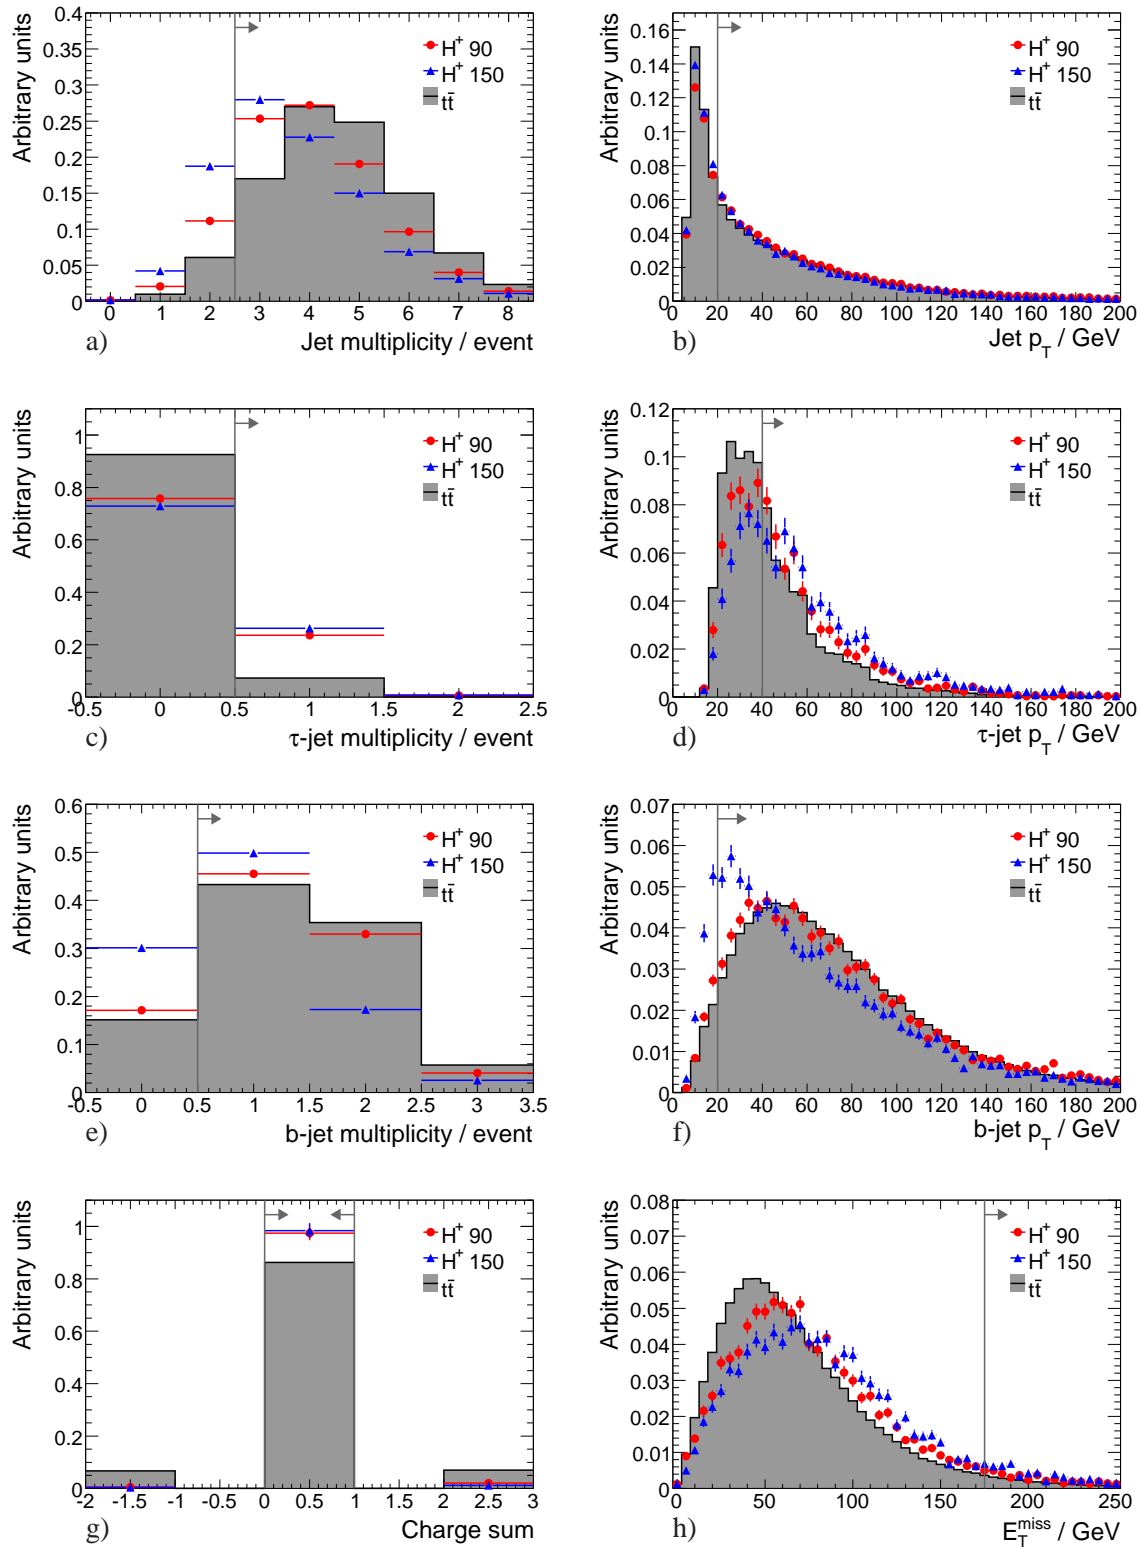 Arbitrary units
0.4
0.35
0.3
0.25
0.2
0.15
0.1
0.05
0
H+ 90
H+ 150
tt̄
0 1 2 3 4 5 6 7 8
a) Jet multiplicity / event
Arbitrary units
0.16
0.14
0.12
0.10
0.08
0.06
0.04
0.02
0
H+ 90
H+ 150
tt̄
0 20 40 60 80 100 120 140 160 180 200
b) Jet p_T / GeV
Arbitrary units
1
0.8
0.6
0.4
0.2
0
H+ 90
H+ 150
tt̄
-0.5 0 0.5 1 1.5 2 2.5
c) τ-jet multiplicity / event
Arbitrary units
0.12
0.1
0.08
0.06
0.04
0.02
0
H+ 90
H+ 150
tt̄
0 20 40 60 80 100 120 140 160 180 200
d) τ-jet p_T / GeV
Arbitrary units
0.6
0.5
0.4
0.3
0.2
0.1
0
H+ 90
H+ 150
tt̄
-0.5 0 0.5 1 1.5 2 2.5 3 3.5
e) b-jet multiplicity / event
Arbitrary units
0.07
0.06
0.05
0.04
0.03
0.02
0.01
0
H+ 90
H+ 150
tt̄
0 20 40 60 80 100 120 140 160 180 200
f) b-jet p_T / GeV
Arbitrary units
1
0.8
0.6
0.4
0.2
0
H+ 90
H+ 150
tt̄
-2 -1.5 -1 -0.5 0 0.5 1 1.5 2 2.5 3
g) Charge sum
Arbitrary units
0.08
0.07
0.06
0.05
0.04
0.03
0.02
0.01
0
H+ 90
H+ 150
tt̄
0 50 100 150 200 250
h) E_T^miss / GeV